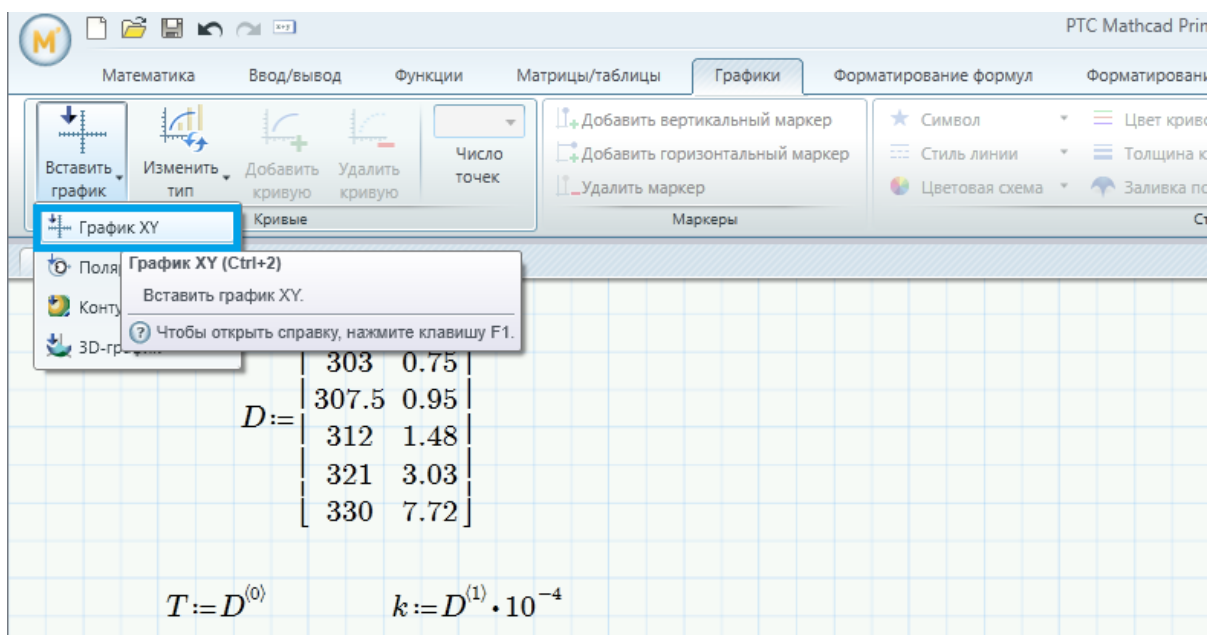 PTC Mathcad Prin
Математика Ввод/вывод Функции Матрицы/таблицы Графики Форматирование формул Форматировани
Вставить график
Изменить тип
Добавить кривую
Удалить кривую
Число точек
Добавить вертикальный маркер
Добавить горизонтальный маркер
Удалить маркер
Символ
Стиль линии
Цветовая схема
Цвет криво
Толщина к
Заливка по
Кривые Маркеры Ст
График XY
Поля
Конту
3D-гр
График XY (Ctrl+2)
Вставить график XY.
Чтобы открыть справку, нажмите клавишу F1.
303 0.75
307.5 0.95
D := 312 1.48
321 3.03
330 7.72
T := D^⟨0⟩ k := D^⟨1⟩ · 10^−4